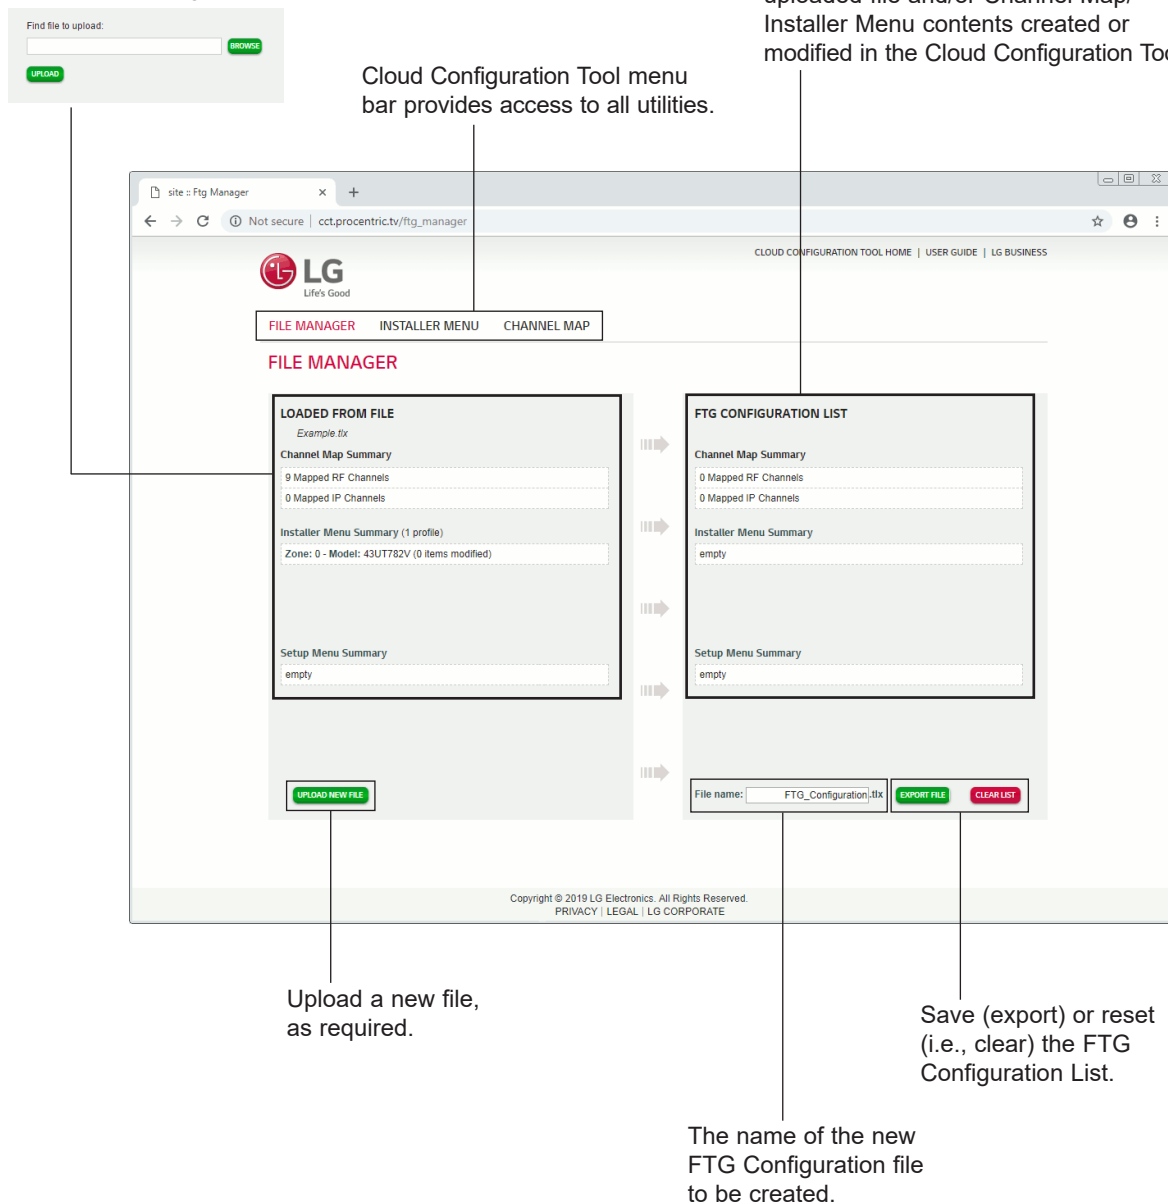 uploaded file and/or Channel Map/
Installer Menu contents created or
modified in the Cloud Configuration
Find file to upload:
BROWSE
UPLOAD
Cloud Configuration Tool menu
bar provides access to all utilities.
site :: Ftg Manager
Not secure | cct.procentric.tv/ftg_manager
CLOUD CONFIGURATION TOOL HOME | USER GUIDE | LG BUSINESS
LG
Life's Good
FILE MANAGER INSTALLER MENU CHANNEL MAP
FILE MANAGER
LOADED FROM FILE
Example.tlx
Channel Map Summary
9 Mapped RF Channels
0 Mapped IP Channels
Installer Menu Summary (1 profile)
Zone: 0 - Model: 43UT782V (0 items modified)
Setup Menu Summary
empty
UPLOAD NEW FILE
FTG CONFIGURATION LIST
Channel Map Summary
0 Mapped RF Channels
0 Mapped IP Channels
Installer Menu Summary
empty
Setup Menu Summary
empty
File name: FTG_Configuration .tlx EXPORT FILE CLEAR LIST
Copyright © 2019 LG Electronics. All Rights Reserved.
PRIVACY | LEGAL | LG CORPORATE
Upload a new file,
as required.
Save (export) or reset
(i.e., clear) the FTG
Configuration List.
The name of the new
FTG Configuration file
to be created.